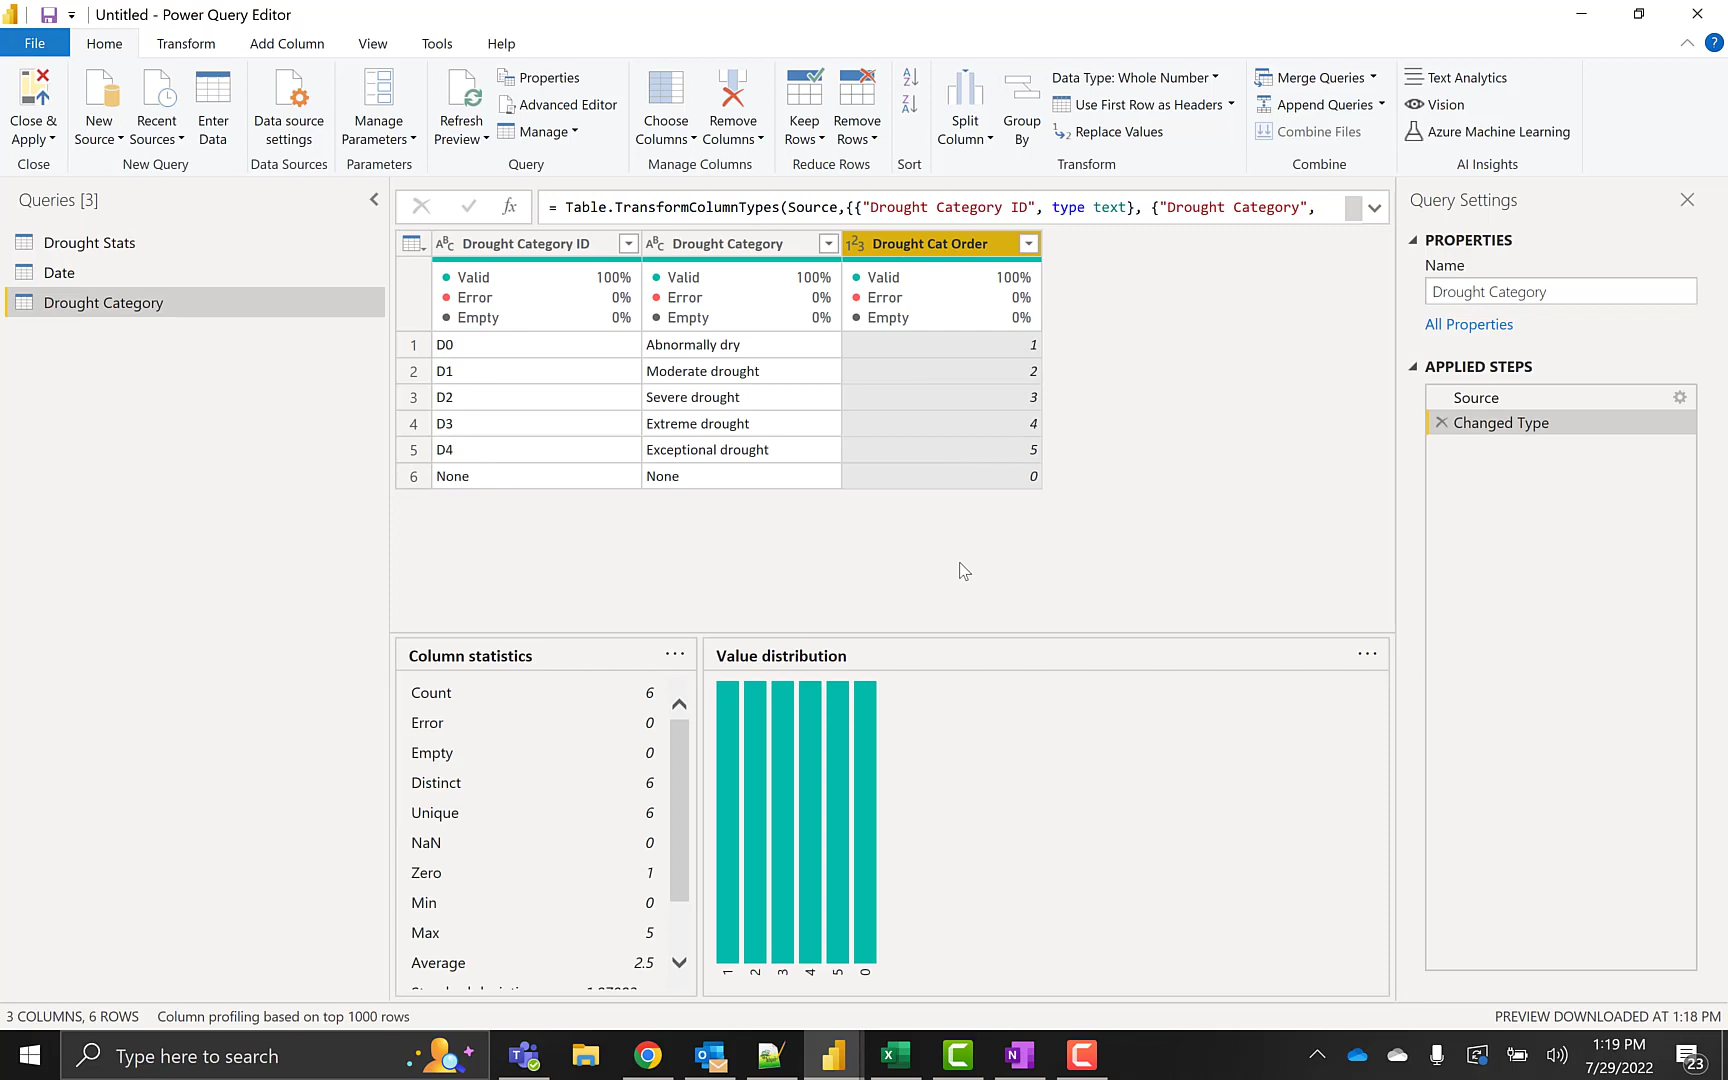 Untitled - Power Query Editor
File Home Transform Add Column View Tools Help
Close & Apply
New Source
Recent Sources
Enter Data
Data source settings
Manage Parameters
Refresh Preview
Properties
Advanced Editor
Manage
Choose Columns
Remove Columns
Keep Rows
Remove Rows
A Z
Z A
Split Column
Group By
Data Type: Whole Number
Use First Row as Headers
Replace Values
Merge Queries
Append Queries
Combine Files
Text Analytics
Vision
Azure Machine Learning
Close New Query Data Sources Parameters Query Manage Columns Reduce Rows Sort Transform Combine AI Insights
Queries [3]
Drought Stats
Date
Drought Category
fx = Table.TransformColumnTypes(Source,{{"Drought Category ID", type text}, {"Drought Category",
ABC Drought Category ID ABC Drought Category 123 Drought Cat Order
Valid 100% Valid 100% Valid 100%
Error 0% Error 0% Error 0%
Empty 0% Empty 0% Empty 0%
1 D0 Abnormally dry 1
2 D1 Moderate drought 2
3 D2 Severe drought 3
4 D3 Extreme drought 4
5 D4 Exceptional drought 5
6 None None 0
Column statistics
Count 6
Error 0
Empty 0
Distinct 6
Unique 6
NaN 0
Zero 1
Min 0
Max 5
Average 2.5
Value distribution
1 2 3 4 5 0
Query Settings
PROPERTIES
Name
Drought Category
All Properties
APPLIED STEPS
Source
Changed Type
3 COLUMNS, 6 ROWS Column profiling based on top 1000 rows
PREVIEW DOWNLOADED AT 1:18 PM
Type here to search
1:19 PM
7/29/2022
23